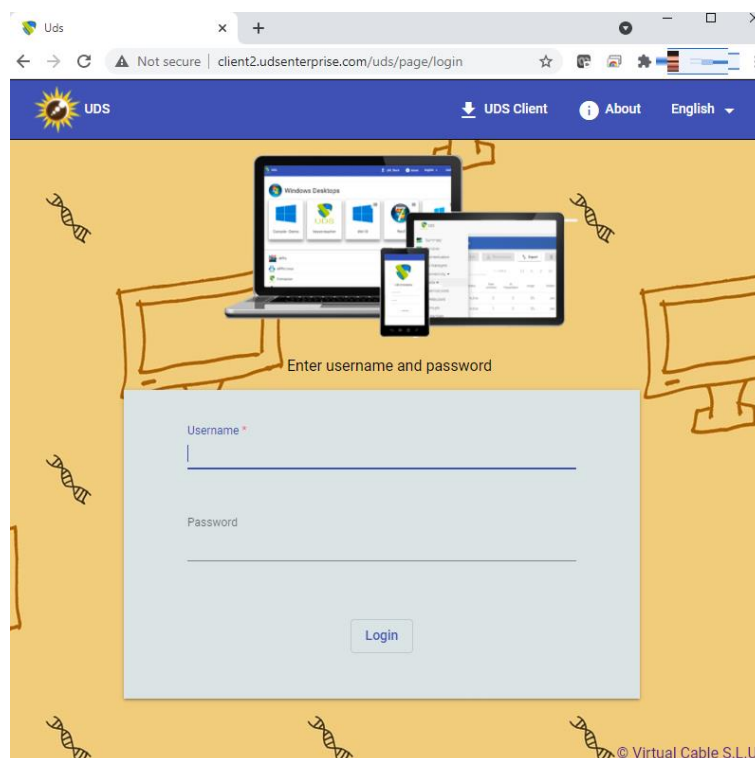 Uds
Not secure | client2.udsenterprise.com/uds/page/login
UDS
UDS Client
About
English
Windows Desktops
UDS
Enter username and password
Username *
Password
Login
© Virtual Cable S.L.U